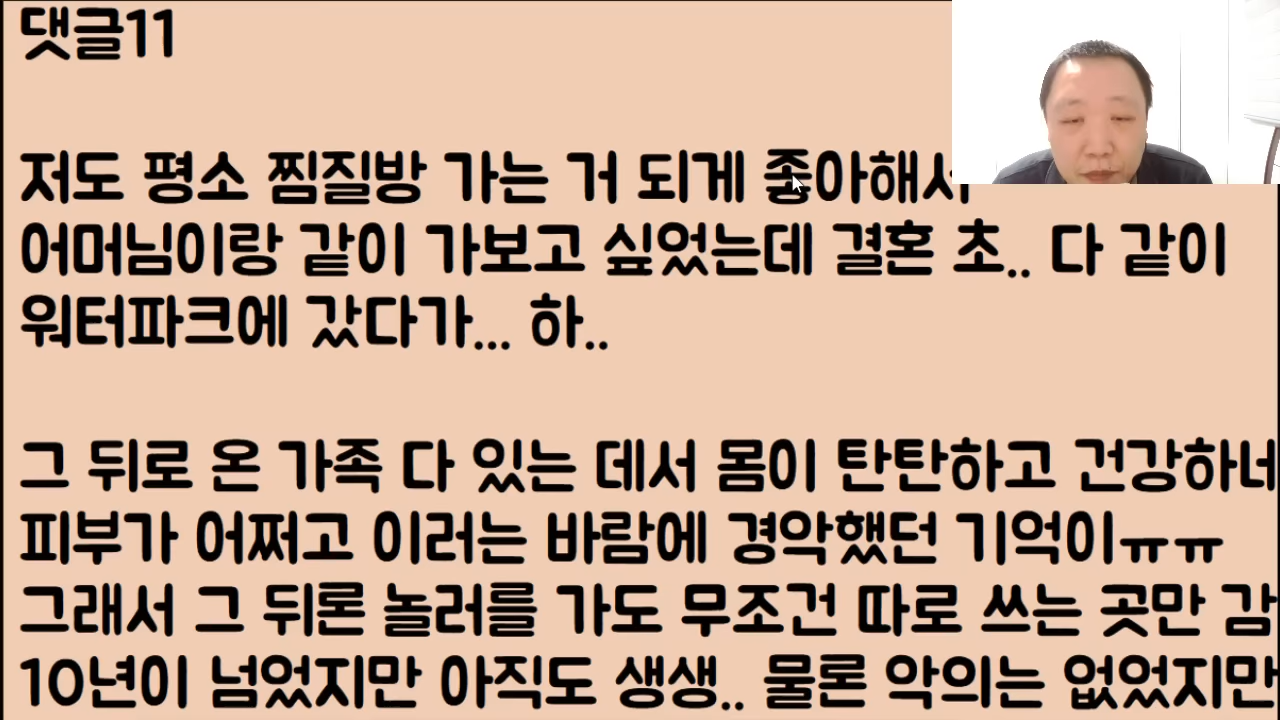 댓글11
저도 평소 찜질방 가는 거 되게 좋아해서
어머님이랑 같이 가보고 싶었는데 결혼 초.. 다 같이
워터파크에 갔다가... 하..
그 뒤로 온 가족 다 있는 데서 몸이 탄탄하고 건강하네
피부가 어쩌고 이러는 바람에 경악했던 기억이ㅠㅠ
그래서 그 뒤론 놀러를 가도 무조건 따로 쓰는 곳만 감
10년이 넘었지만 아직도 생생.. 물론 악의는 없었지만